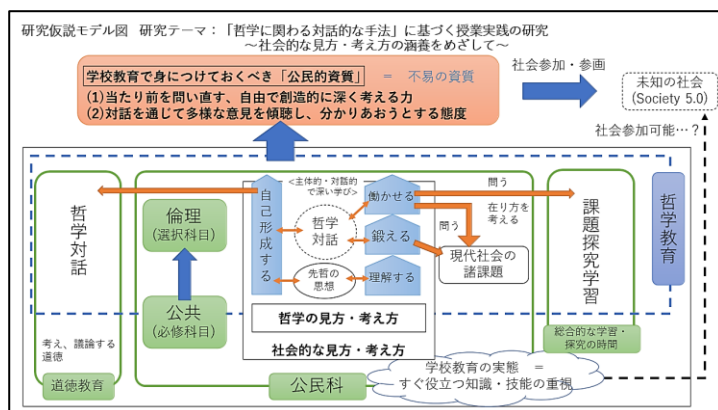 研究仮説モデル図 研究テーマ：「哲学に関わる対話的な手法」に基づく授業実践の研究
～社会的な見方・考え方の涵養をめざして～
学校教育で身につけておくべき「公民的資質」 ＝ 不易の資質
(1)当たり前を問い直す、自由で創造的に深く考える力
(2)対話を通じて多様な意見を傾聴し、分かりあおうとする態度
社会参加・参画
未知の社会
(Society 5.0)
社会参加可能…？
哲学対話
考え、議論する
道徳
道徳教育
倫理
(選択科目)
公共
(必修科目)
自己形成する
<主体的・対話的
で深い学び>
哲学
対話
先哲の
思想
働かせる
鍛える
理解する
哲学の見方・考え方
社会的な見方・考え方
公民科
問う
在り方を
考える
問う
現代社会の
諸課題
課題探究学習
総合的な学習・
探究の時間
哲学教育
学校教育の実態 ＝
すぐ役立つ知識・技能の重視